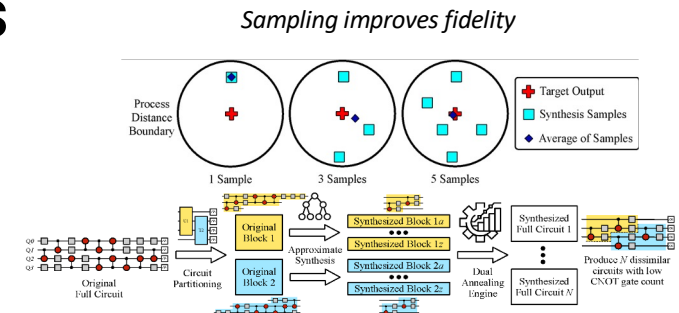 s
Sampling improves fidelity
Process
Distance
Boundary
1 Sample
3 Samples
5 Samples
Target Output
Synthesis Samples
Average of Samples
Q0
Q1
Q2
Q3
Original
Full Circuit
Circuit
Partitioning
Original
Block 1
Original
Block 2
Approximate
Synthesis
Synthesized Block 1a
Synthesized Block 1z
Synthesized Block 2a
Synthesized Block 2z
Dual
Annealing
Engine
Synthesized
Full Circuit 1
Synthesized
Full Circuit N
Produce N dissimilar
circuits with low
CNOT gate count